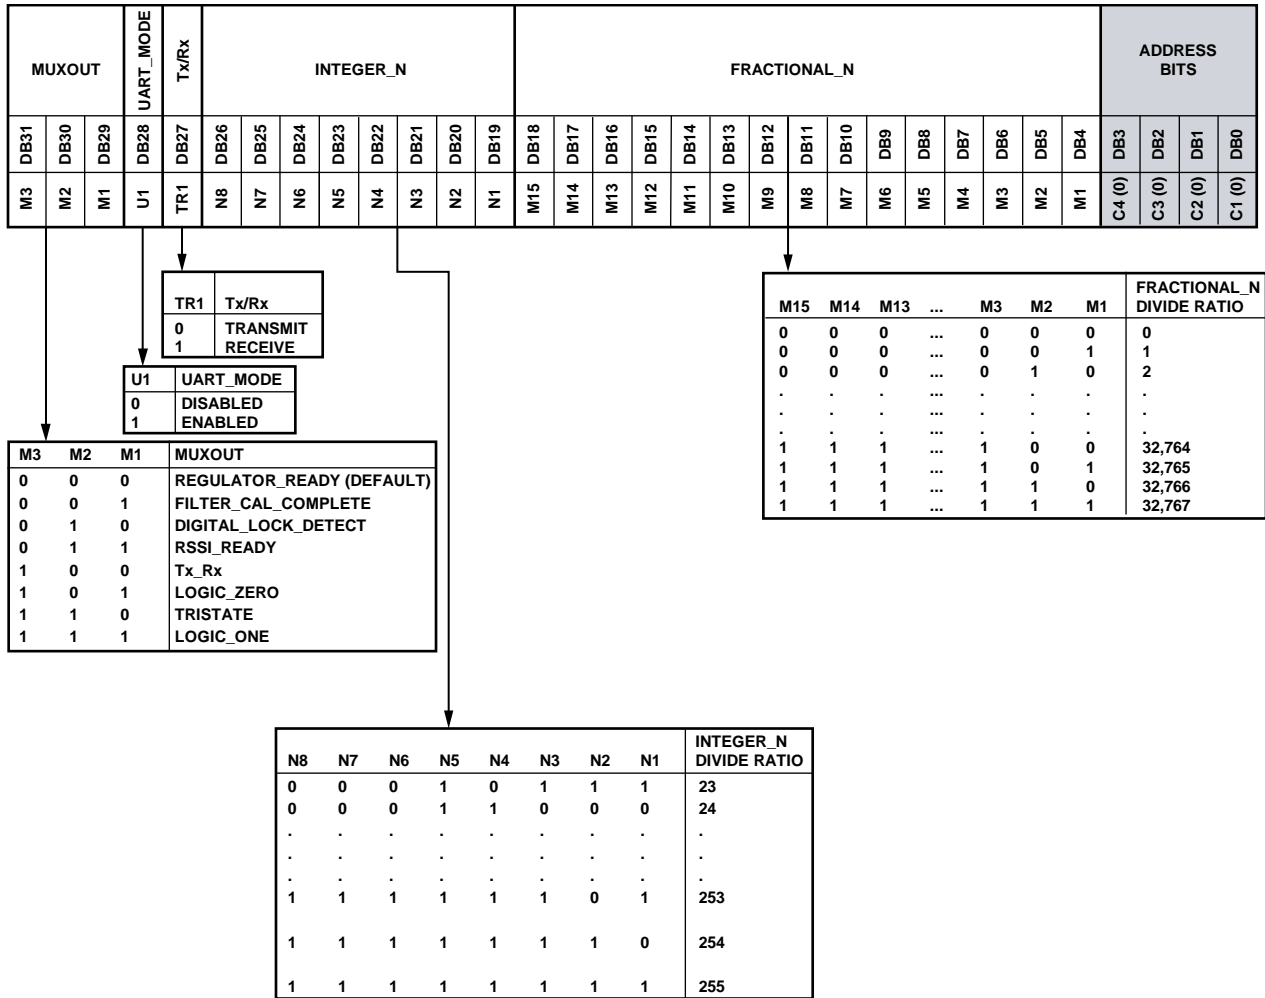 MUXOUT UART_MODE Tx/Rx INTEGER_N FRACTIONAL_N ADDRESS BITS
DB31 DB30 DB29 DB28 DB27 DB26 DB25 DB24 DB23 DB22 DB21 DB20 DB19 DB18 DB17 DB16 DB15 DB14 DB13 DB12 DB11 DB10 DB9 DB8 DB7 DB6 DB5 DB4 DB3 DB2 DB1 DB0
M3 M2 M1 U1 TR1 N8 N7 N6 N5 N4 N3 N2 N1 M15 M14 M13 M12 M11 M10 M9 M8 M7 M6 M5 M4 M3 M2 M1 C4 (0) C3 (0) C2 (0) C1 (0)
TR1 Tx/Rx
0 TRANSMIT
1 RECEIVE
U1 UART_MODE
0 DISABLED
1 ENABLED
M3 M2 M1 MUXOUT
0 0 0 REGULATOR_READY (DEFAULT)
0 0 1 FILTER_CAL_COMPLETE
0 1 0 DIGITAL_LOCK_DETECT
0 1 1 RSSI_READY
1 0 0 Tx_Rx
1 0 1 LOGIC_ZERO
1 1 0 TRISTATE
1 1 1 LOGIC_ONE
FRACTIONAL_N
M15 M14 M13 ... M3 M2 M1 DIVIDE RATIO
0 0 0 ... 0 0 0 0
0 0 0 ... 0 0 1 1
0 0 0 ... 0 1 0 2
. . . ... . . . .
. . . ... . . . .
. . . ... . . . .
1 1 1 ... 1 0 0 32,764
1 1 1 ... 1 0 1 32,765
1 1 1 ... 1 1 0 32,766
1 1 1 ... 1 1 1 32,767
INTEGER_N
N8 N7 N6 N5 N4 N3 N2 N1 DIVIDE RATIO
0 0 0 1 0 1 1 1 23
0 0 0 1 1 0 0 0 24
. . . . . . . . .
. . . . . . . . .
. . . . . . . . .
1 1 1 1 1 1 0 1 253
1 1 1 1 1 1 1 0 254
1 1 1 1 1 1 1 1 255